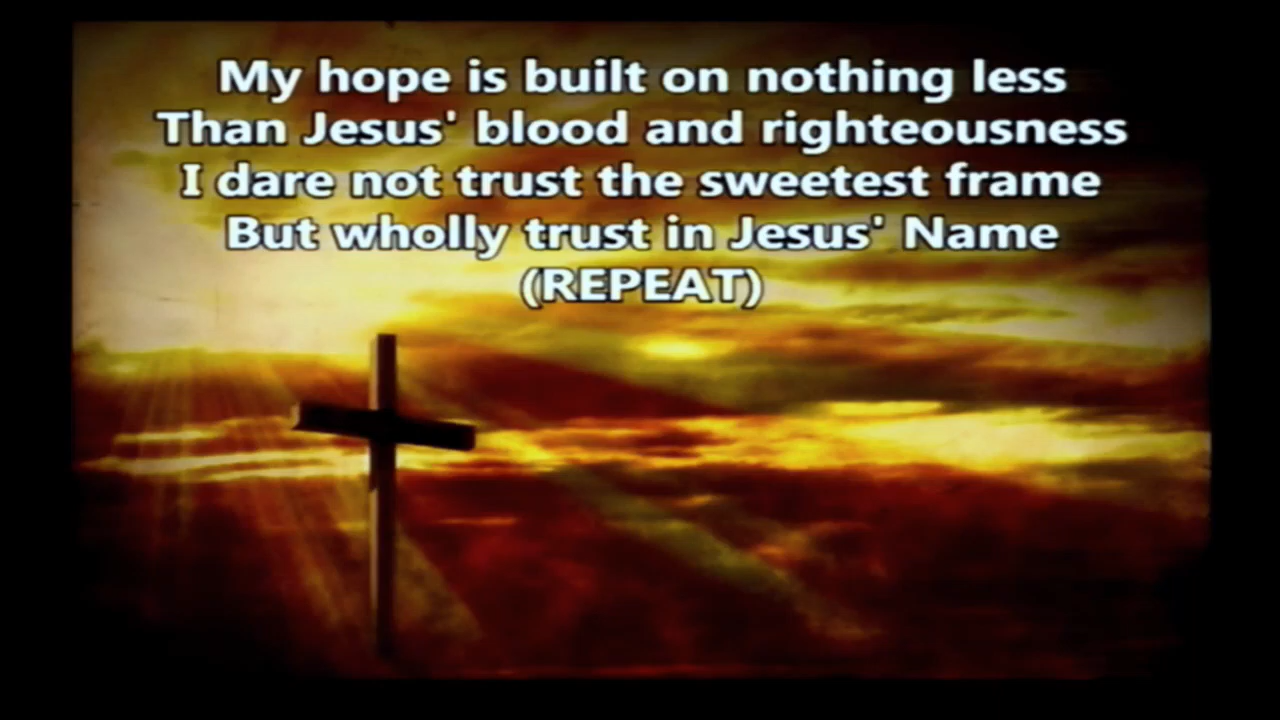 My hope is built on nothing less
Than Jesus' blood and righteousness
I dare not trust the sweetest frame
But wholly trust in Jesus' Name
(REPEAT)